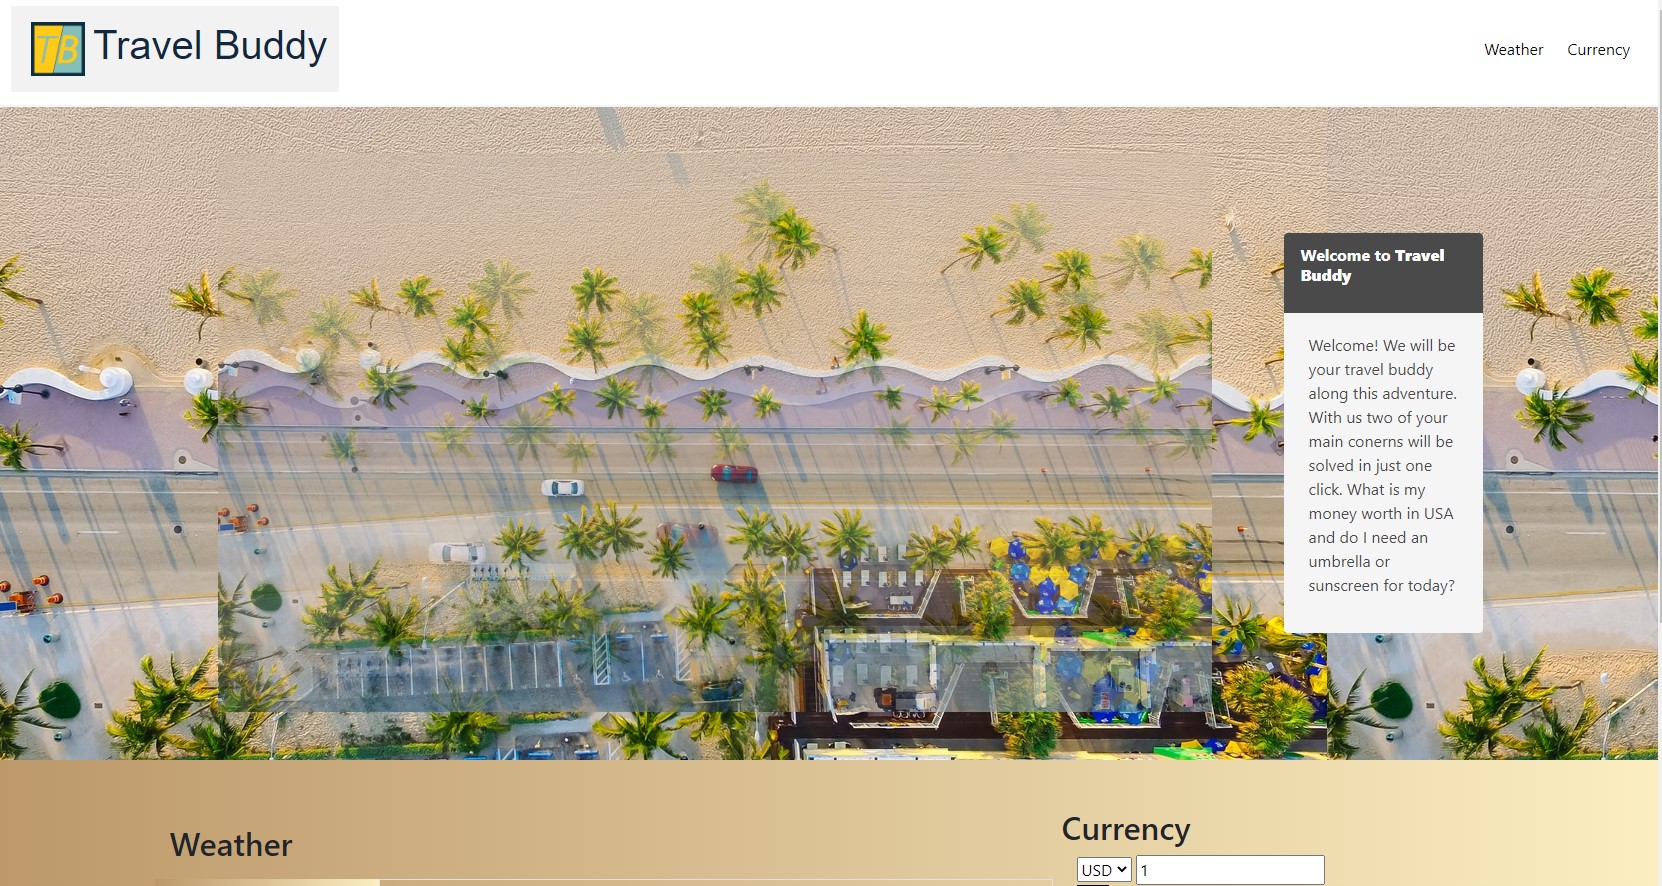 TB Travel Buddy
Weather Currency
Welcome to Travel
Buddy
Welcome! We will be
your travel buddy
along this adventure.
With us two of your
main conerns will be
solved in just one
click. What is my
money worth in USA
and do I need an
umbrella or
sunscreen for today?
Weather
Currency
USD 1